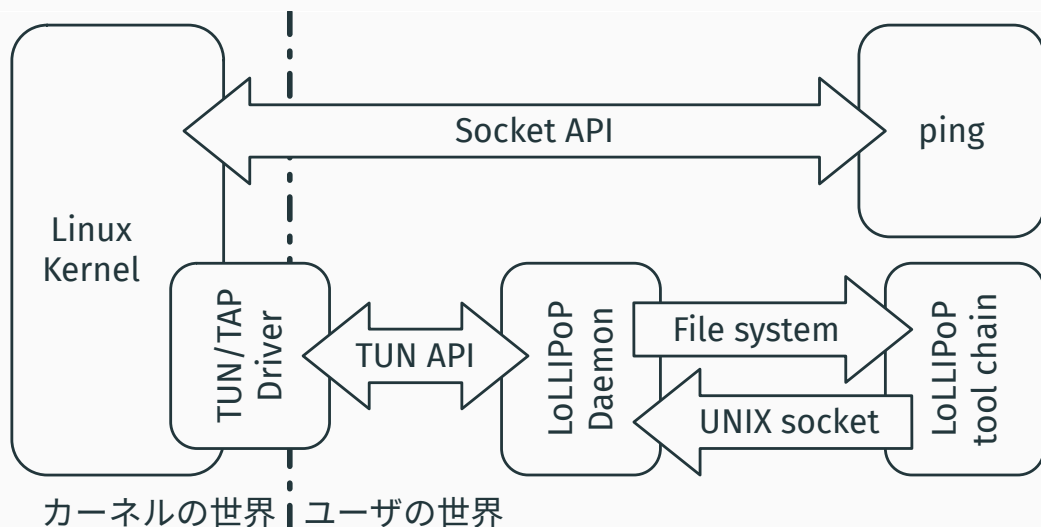 Socket API
ping
Linux
Kernel
TUN/TAP
Driver
TUN API
LoLLIPoP
Daemon
File system
UNIX socket
LoLLIPoP
tool chain
カーネルの世界
ユーザの世界